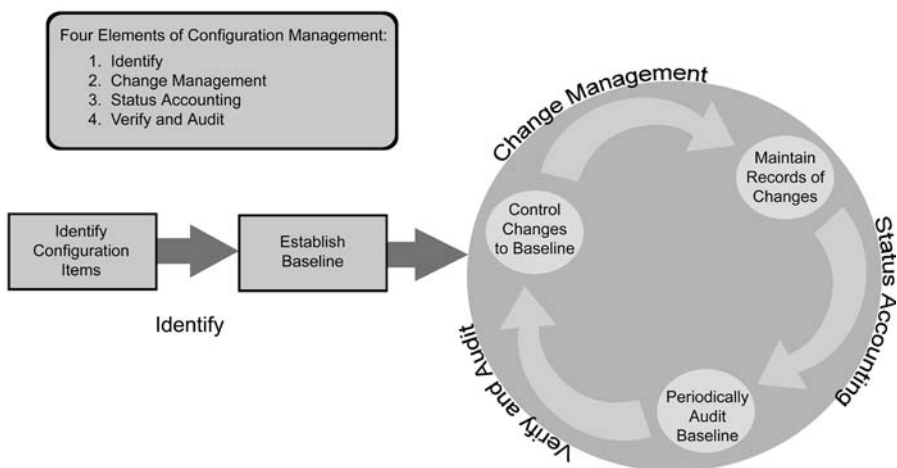 Four Elements of Configuration Management:
1. Identify
2. Change Management
3. Status Accounting
4. Verify and Audit
Identify
Configuration
Items
Establish
Baseline
Identify
Change Management
Maintain
Records of
Changes
Control
Changes
to Baseline
Status Accounting
Periodically
Audit
Baseline
Verify and Audit